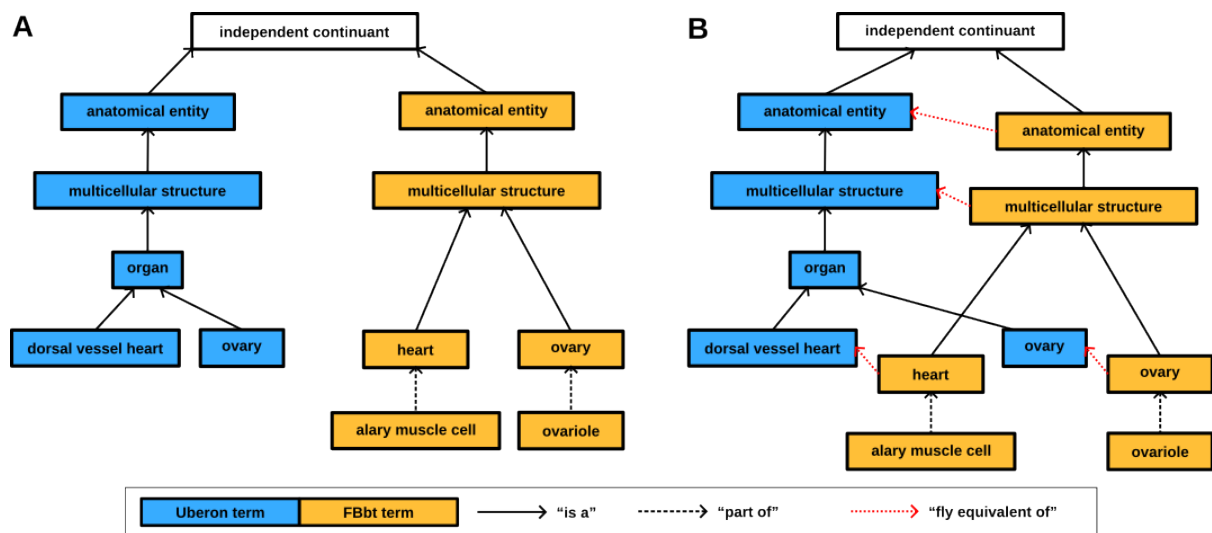 A
independent continuant
anatomical entity
anatomical entity
multicellular structure
multicellular structure
organ
dorsal vessel heart
ovary
heart
ovary
alary muscle cell
ovariole
B
independent continuant
anatomical entity
anatomical entity
multicellular structure
multicellular structure
organ
dorsal vessel heart
heart
ovary
ovary
alary muscle cell
ovariole
Uberon term
FBbt term
“is a”
“part of”
“fly equivalent of”